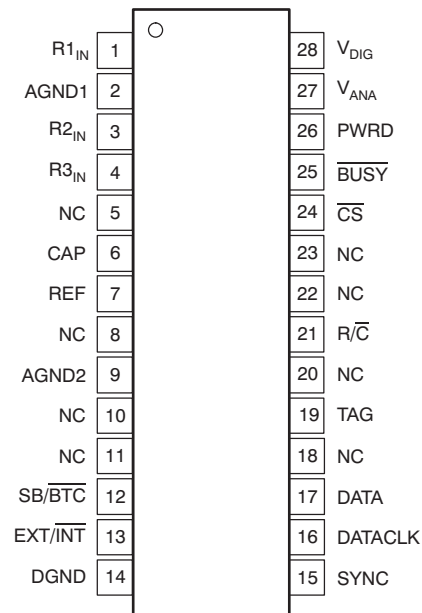 R1IN 1 28 VDIG
AGND1 2 27 VANA
R2IN 3 26 PWRD
R3IN 4 25 BUSY
NC 5 24 CS
CAP 6 23 NC
REF 7 22 NC
NC 8 21 R/C
AGND2 9 20 NC
NC 10 19 TAG
NC 11 18 NC
SB/BTC 12 17 DATA
EXT/INT 13 16 DATACLK
DGND 14 15 SYNC